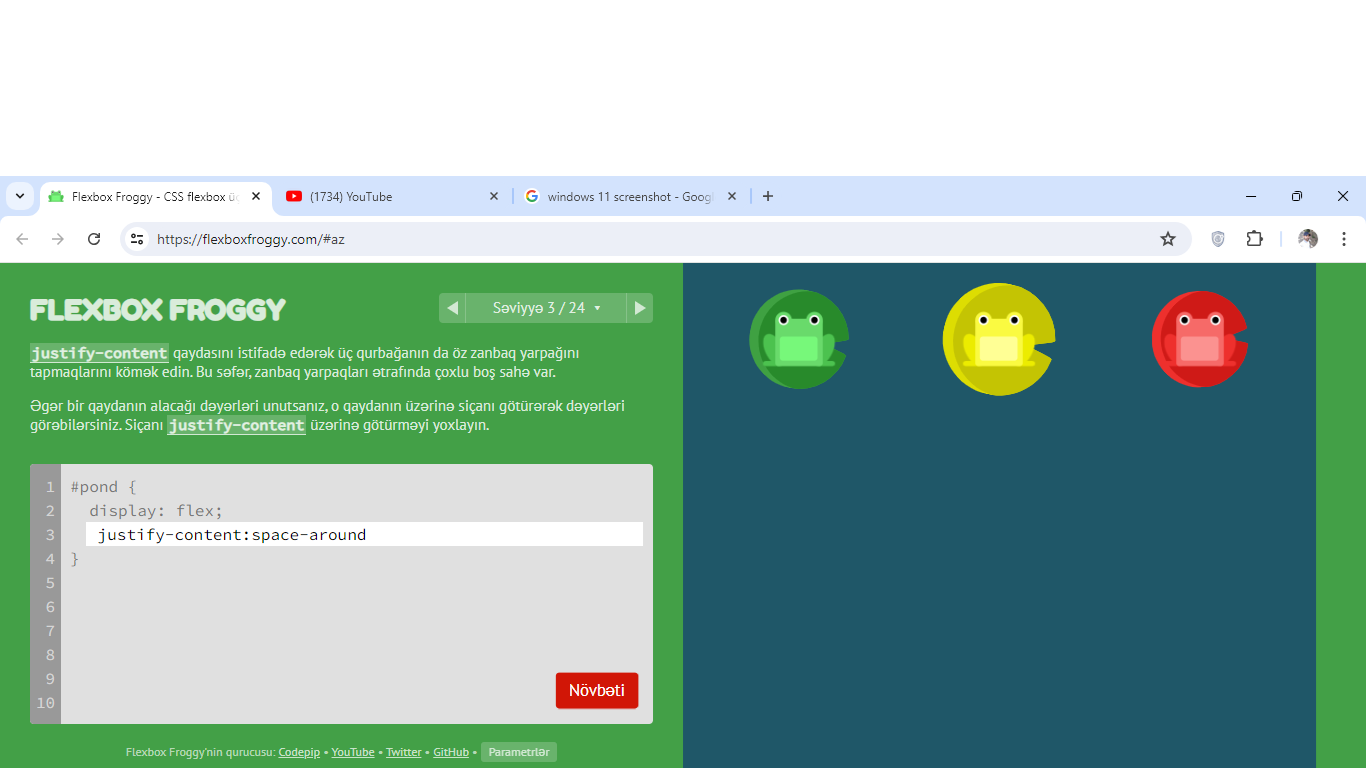 Flexbox Froggy - CSS flexbox üç
(1734) YouTube
windows 11 screenshot - Googl
https://flexboxfroggy.com/#az
FLEXBOX FROGGY
Səviyyə 3 / 24
justify-content qaydasını istifadə edərək üç qurbağanın da öz zanbaq yarpağını
tapmaqlarını kömək edin. Bu səfər, zanbaq yarpaqları ətrafında çoxlu boş sahə var.
Əgər bir qaydanın alacağı dəyərləri unutsanız, o qaydanın üzərinə siçanı götürərək dəyərləri
görəbilərsiniz. Siçanı justify-content üzərinə götürməyi yoxlayın.
1 #pond {
2 display: flex;
3 justify-content:space-around
4 }
5
6
7
8
9
10
Növbəti
Flexbox Froggy'nin qurucusu: Codepip • YouTube • Twitter • GitHub • Parametrlər